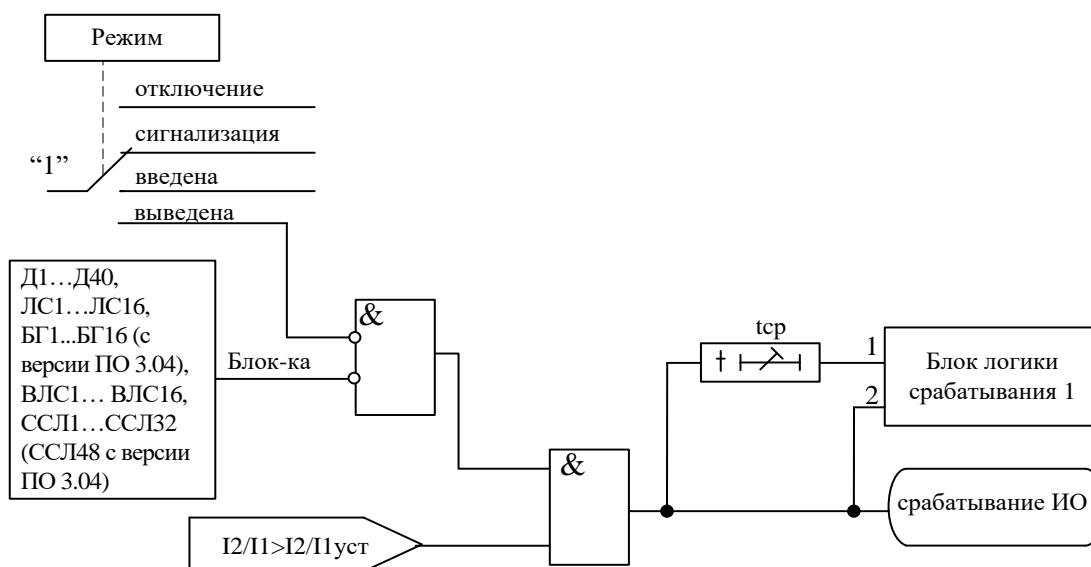 Режим
отключение
сигнализация
“1”
введена
выведена
Д1…Д40,
ЛС1…ЛС16,
БГ1...БГ16 (с
версии ПО 3.04),
ВЛС1… ВЛС16,
ССЛ1…ССЛ32
(ССЛ48 с версии
ПО 3.04)
Блок-ка
&
&
I2/I1>I2/I1уст
tср
1
2
Блок логики
срабатывания 1
срабатывание ИО